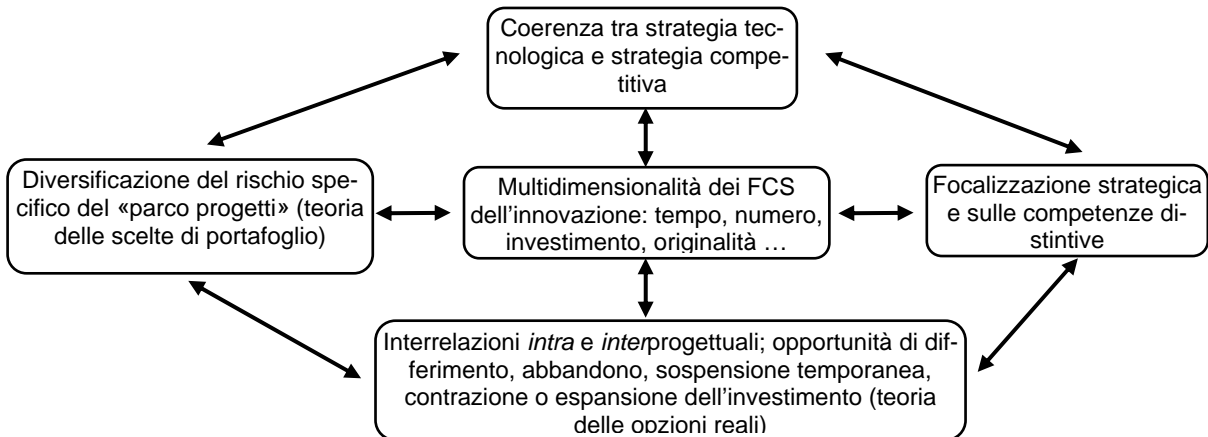 Coerenza tra strategia tec-
nologica e strategia compe-
titiva
Diversificazione del rischio spe-
cifico del «parco progetti» (teoria
delle scelte di portafoglio)
Multidimensionalità dei FCS
dell’innovazione: tempo, numero,
investimento, originalità …
Focalizzazione strategica
e sulle competenze di-
stintive
Interrelazioni intra e interprogettuali; opportunità di dif-
ferimento, abbandono, sospensione temporanea,
contrazione o espansione dell’investimento (teoria
delle opzioni reali)